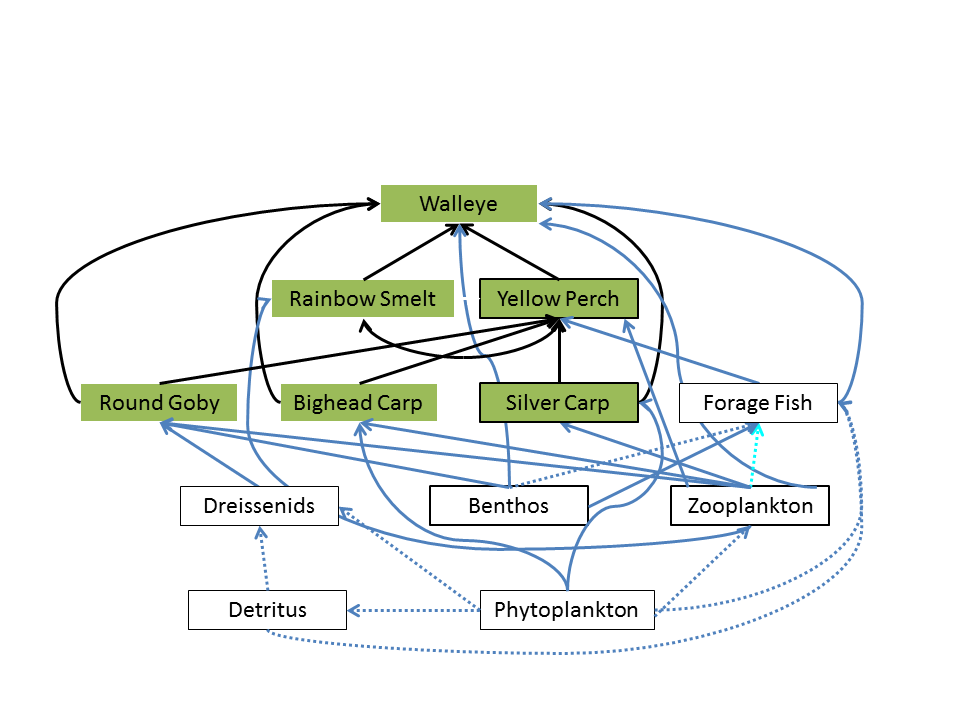 Walleye
Rainbow Smelt
Yellow Perch
Round Goby
Bighead Carp
Silver Carp
Forage Fish
Dreissenids
Benthos
Zooplankton
Detritus
Phytoplankton